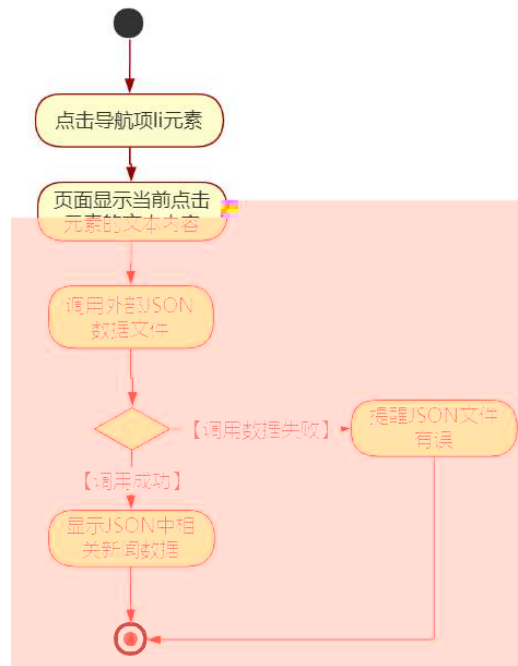 点击导航项li元素
页面显示当前点击
元素的文本内容
调用外部JSON
数据文件
【调用数据失败】
提醒JSON文件
有误
【调用成功】
显示JSON中相
关新闻数据